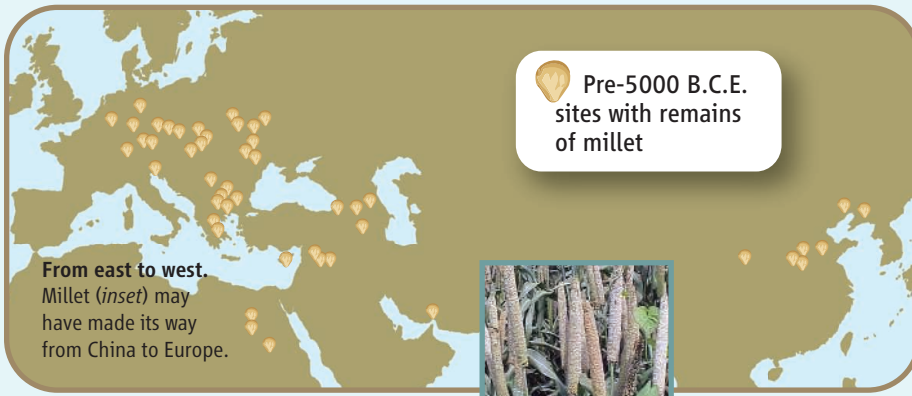 Pre-5000 B.C.E.
sites with remains
of millet
From east to west.
Millet (inset) may
have made its way
from China to Europe.